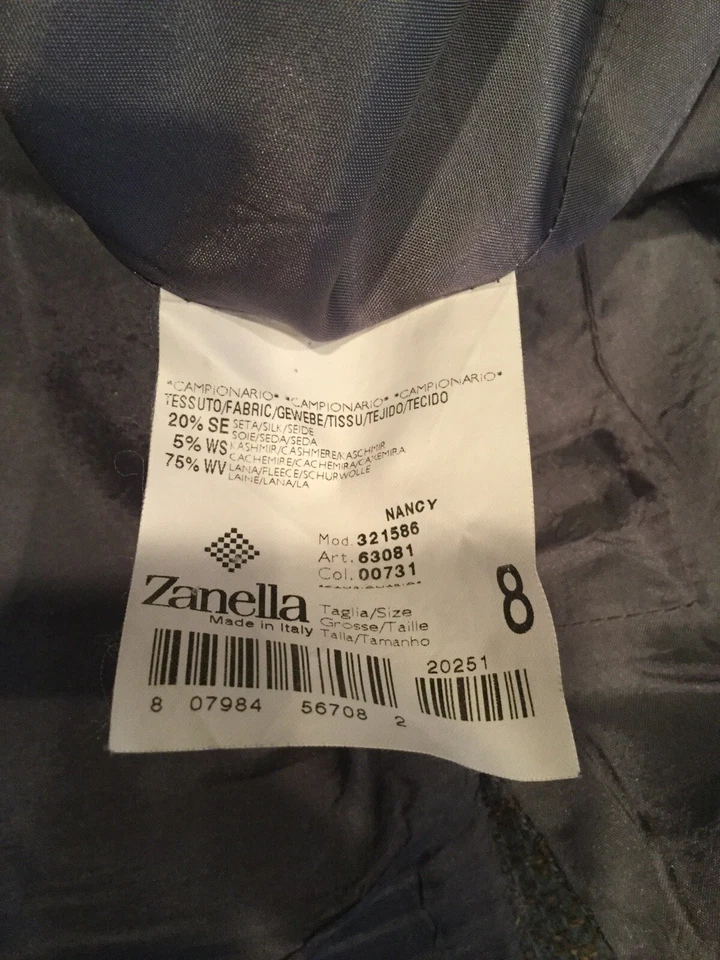 *CAMPIONARIO* *CAMPIONARIO* *CAMPIONARIO*
TESSUTO/FABRIC/GEWEBE/TISSU/TEJIDO/TECIDO
20% SE SETA/SILK/SEIDE
SOIE/SEDA/SEDA
5% WS KASHMIR/CASHMERE/KASCHMIR
CACHEMIRE/CACHEMIRA/CAXEMIRA
75% WV LANA/FLEECE/SCHURWOLLE
LAINE/LANA/LA
NANCY
Mod. 321586
Art. 63081
Col. 00731
Zanella
Made in Italy
Taglia/Size
Grosse/Taille
Talla/Tamanho
8
20251
8 07984 56708 2